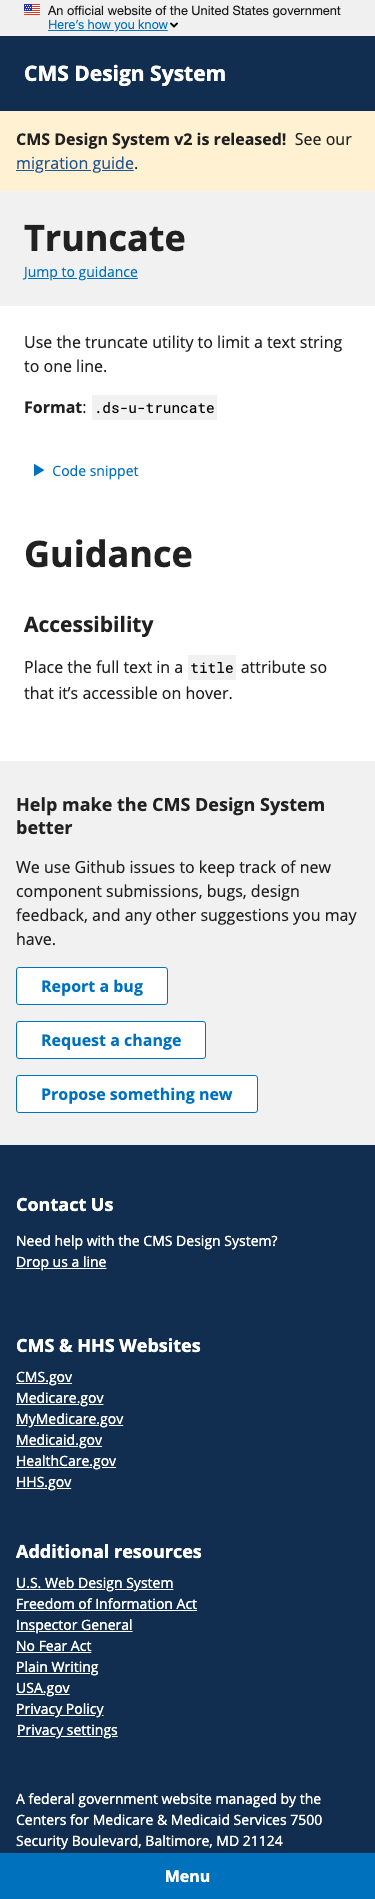 An official website of the United States government
Here's how you know
CMS Design System
CMS Design System v2 is released! See our
migration guide.
Truncate
Jump to guidance
Use the truncate utility to limit a text string
to one line.
Format: .ds-u-truncate
Code snippet
Guidance
Accessibility
Place the full text in a title attribute so
that it’s accessible on hover.
Help make the CMS Design System
better
We use Github issues to keep track of new
component submissions, bugs, design
feedback, and any other suggestions you may
have.
Report a bug
Request a change
Propose something new
Contact Us
Need help with the CMS Design System?
Drop us a line
CMS & HHS Websites
CMS.gov
Medicare.gov
MyMedicare.gov
Medicaid.gov
HealthCare.gov
HHS.gov
Additional resources
U.S. Web Design System
Freedom of Information Act
Inspector General
No Fear Act
Plain Writing
USA.gov
Privacy Policy
Privacy settings
A federal government website managed by the
Centers for Medicare & Medicaid Services 7500
Security Boulevard, Baltimore, MD 21124
Menu